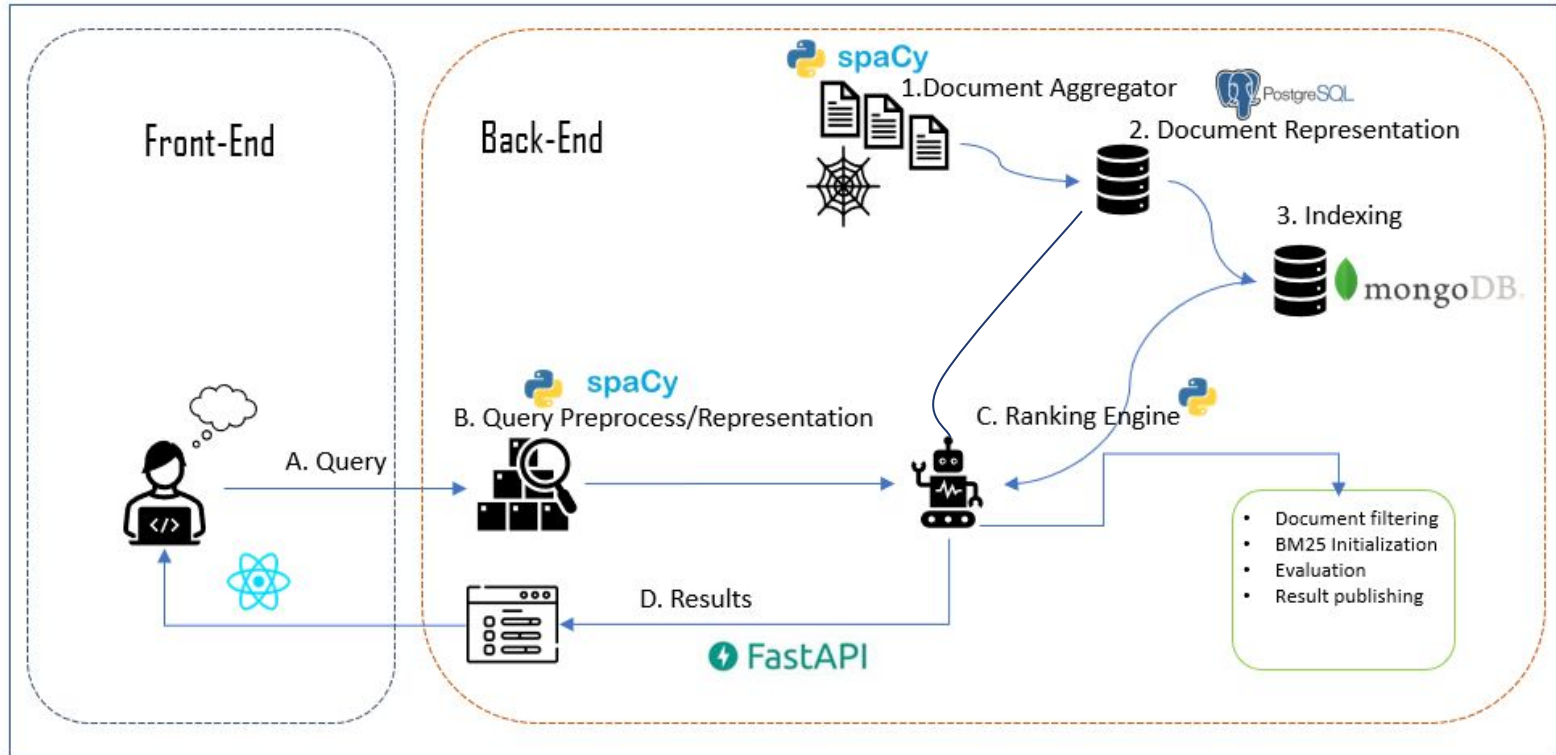 Front-End
Back-End
spaCy
1.Document Aggregator
PostgreSQL
2. Document Representation
3. Indexing
mongoDB.
A. Query
spaCy
B. Query Preprocess/Representation
C. Ranking Engine
</>
• Document filtering
• BM25 Initialization
• Evaluation
• Result publishing
D. Results
FastAPI